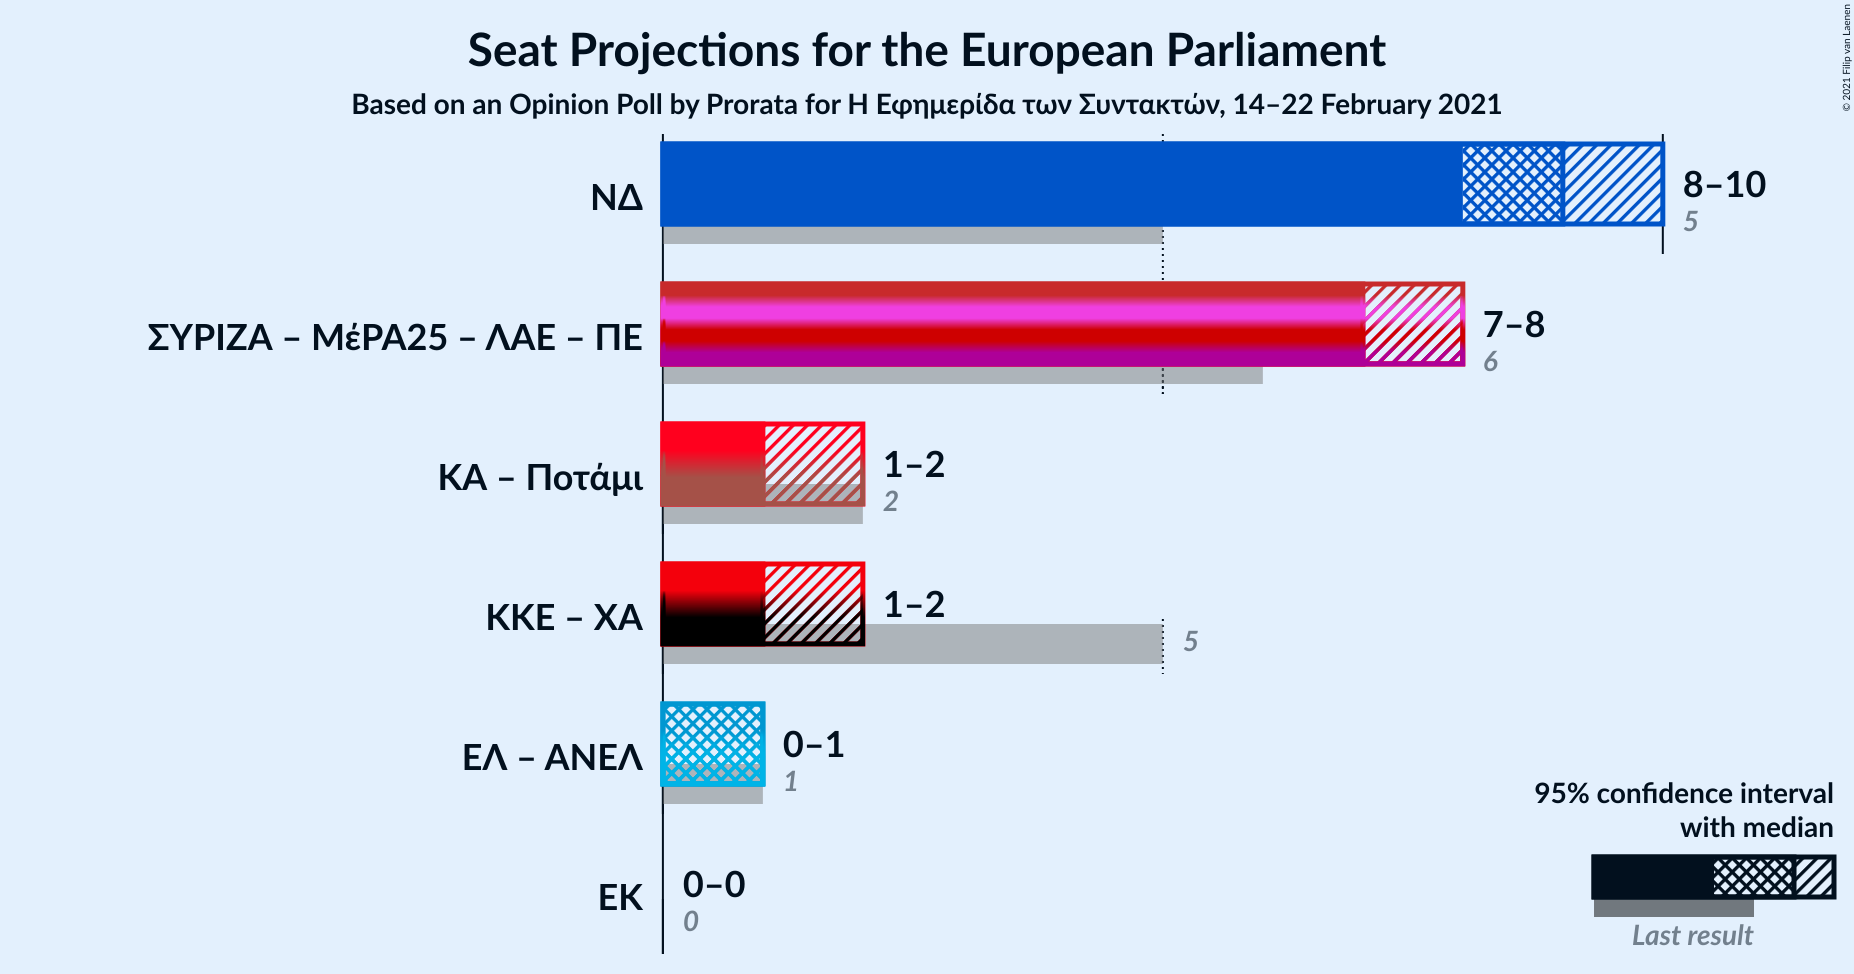 Seat Projections for the European Parliament
Based on an Opinion Poll by Prorata for Η Εφημερίδα των Συντακτών, 14–22 February 2021
© 2021 Filip van Laenen
ΝΔ
8–10
5
ΣΥΡΙΖΑ – ΜέΡΑ25 – ΛΑΕ – ΠΕ
7–8
6
ΚΑ – Ποτάμι
1–2
2
ΚΚΕ – ΧΑ
1–2
5
ΕΛ – ΑΝΕΛ
0–1
1
ΕΚ
0–0
0
95% confidence interval
with median
Last result